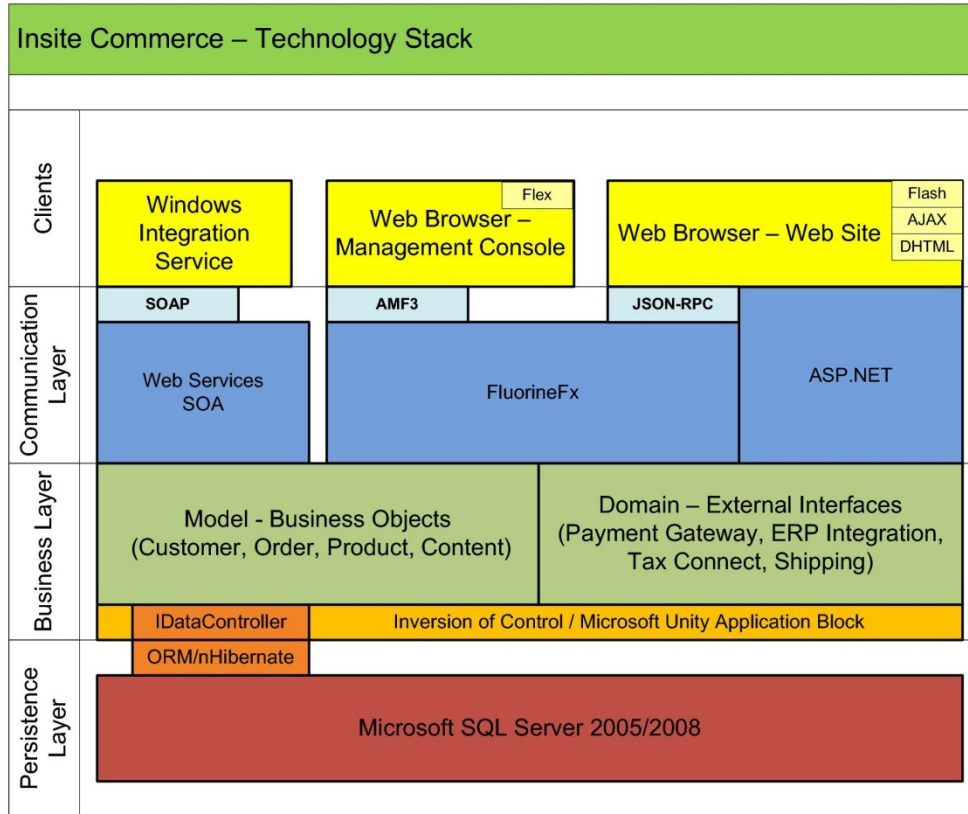 Insite Commerce – Technology Stack
Clients
Windows
Integration
Service
Flex
Web Browser –
Management Console
Web Browser – Web Site
Flash
AJAX
DHTML
Communication
Layer
SOAP
Web Services
SOA
AMF3
JSON-RPC
FluorineFx
ASP.NET
Business Layer
Model - Business Objects
(Customer, Order, Product, Content)
Domain – External Interfaces
(Payment Gateway, ERP Integration,
Tax Connect, Shipping)
IDataController
Inversion of Control / Microsoft Unity Application Block
Persistence
Layer
ORM/nHibernate
Microsoft SQL Server 2005/2008